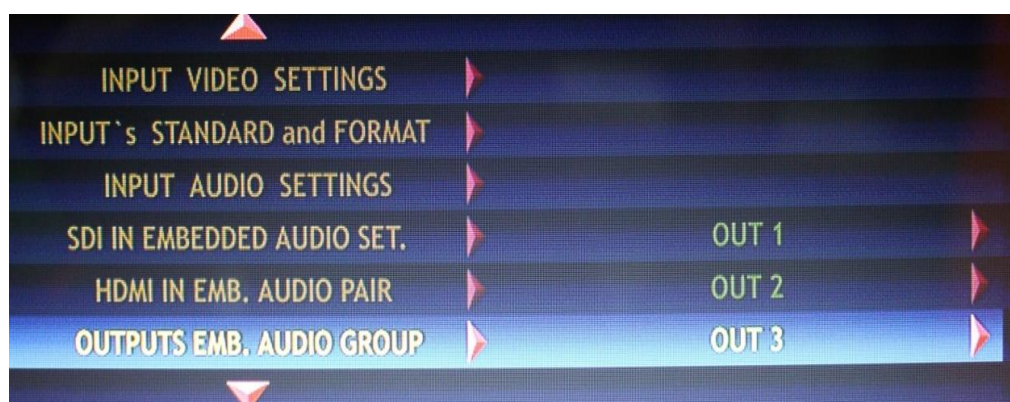 INPUT VIDEO SETTINGS
INPUT`s STANDARD and FORMAT
INPUT AUDIO SETTINGS
SDI IN EMBEDDED AUDIO SET. OUT 1
HDMI IN EMB. AUDIO PAIR OUT 2
OUTPUTS EMB. AUDIO GROUP OUT 3